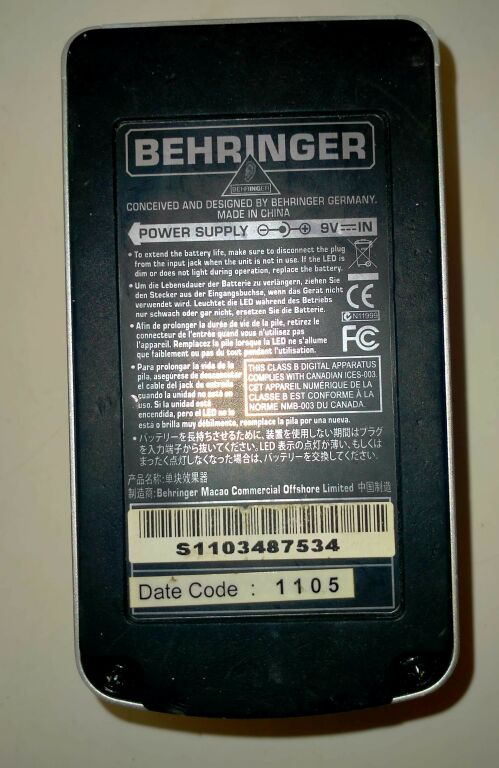 BEHRINGER
BEHRINGER
CONCEIVED AND DESIGNED BY BEHRINGER GERMANY.
MADE IN CHINA
POWER SUPPLY ⊖-C-⊕ 9V⎓IN
• To extend the battery life, make sure to disconnect the plug
from the input jack when the unit is not in use. If the LED is
dim or does not light during operation, replace the battery.
• Um die Lebensdauer der Batterie zu verlängern, ziehen Sie
den Stecker aus der Eingangsbuchse, wenn das Gerät nicht
verwendet wird. Leuchtet die LED während des Betriebs
nur schwach oder gar nicht, ersetzen Sie die Batterie.
CE
N11999
• Afin de prolonger la durée de vie de la pile, retirez le
connecteur de l'entrée quand vous n'utilisez pas
l'appareil. Remplacez la pile lorsque la LED ne s'allume
que faiblement ou pas du tout pendant l'utilisation.
FC
• Para prolongar la vida de la
pila, asegúrese de desconectar
el cable del jack de entrada
cuando la unidad no esté en
uso. Si la unidad está
encendida, pero el LED no lo
está o brilla muy débilmente, reemplace la pila por una nueva.
THIS CLASS B DIGITAL APPARATUS
COMPLIES WITH CANADIAN ICES-003.
CET APPAREIL NUMÉRIQUE DE LA
CLASSE B EST CONFORME À LA
NORME NMB-003 DU CANADA.
• バッテリーを長持ちさせるために、装置を使用しない期間はプラグ
を入力端子から抜いてください。LED 表示の点灯が薄い、もしくは
まったく点灯しなくなった場合は、バッテリーを交換してください。
产品名称:单块效果器
制造商:Behringer Macao Commercial Offshore Limited 中国制造
S1103487534
Date Code : 1105